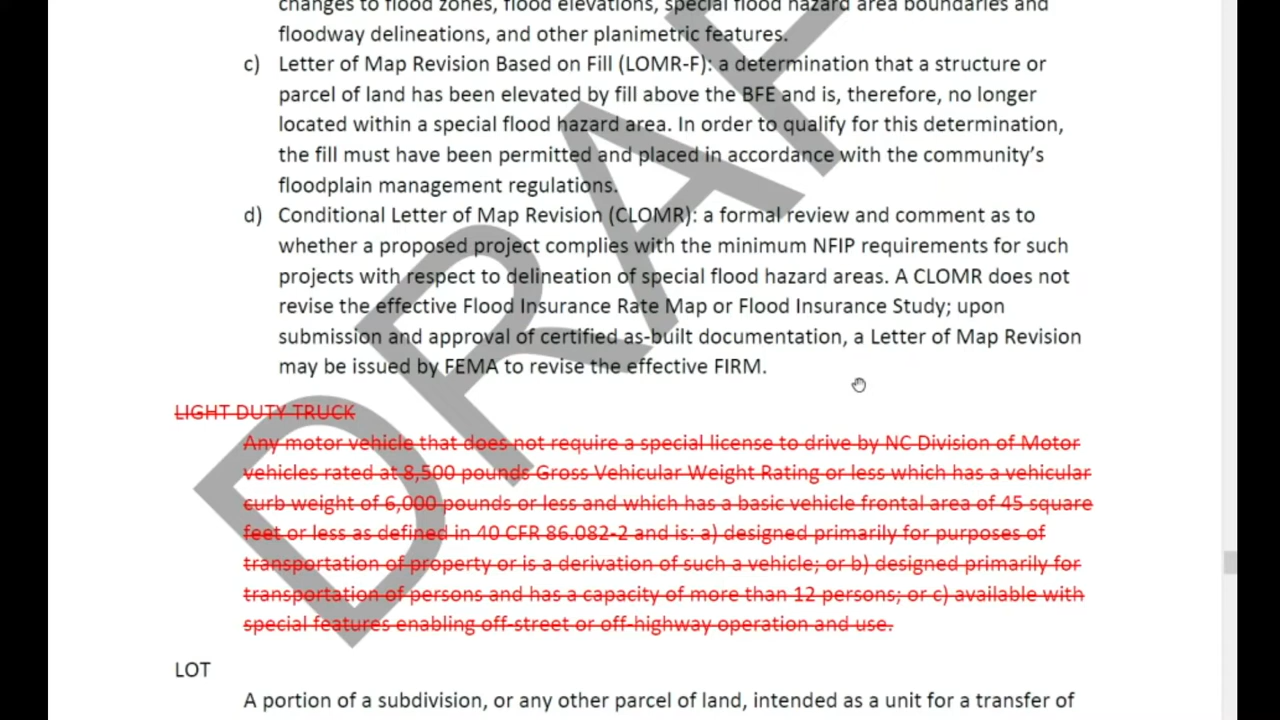 changes to flood zones, flood elevations, special flood hazard area boundaries and
floodway delineations, and other planimetric features.
c) Letter of Map Revision Based on Fill (LOMR-F): a determination that a structure or
parcel of land has been elevated by fill above the BFE and is, therefore, no longer
located within a special flood hazard area. In order to qualify for this determination,
the fill must have been permitted and placed in accordance with the community's
floodplain management regulations.
d) Conditional Letter of Map Revision (CLOMR): a formal review and comment as to
whether a proposed project complies with the minimum NFIP requirements for such
projects with respect to delineation of special flood hazard areas. A CLOMR does not
revise the effective Flood Insurance Rate Map or Flood Insurance Study; upon
submission and approval of certified as-built documentation, a Letter of Map Revision
may be issued by FEMA to revise the effective FIRM.
LIGHT DUTY TRUCK
Any motor vehicle that does not require a special license to drive by NC Division of Motor
vehicles rated at 8,500 pounds Gross Vehicular Weight Rating or less which has a vehicular
curb weight of 6,000 pounds or less and which has a basic vehicle frontal area of 45 square
feet or less as defined in 40 CFR 86.082-2 and is: a) designed primarily for purposes of
transportation of property or is a derivation of such a vehicle; or b) designed primarily for
transportation of persons and has a capacity of more than 12 persons; or c) available with
special features enabling off-street or off-highway operation and use.
LOT
A portion of a subdivision, or any other parcel of land, intended as a unit for a transfer of
DRAF